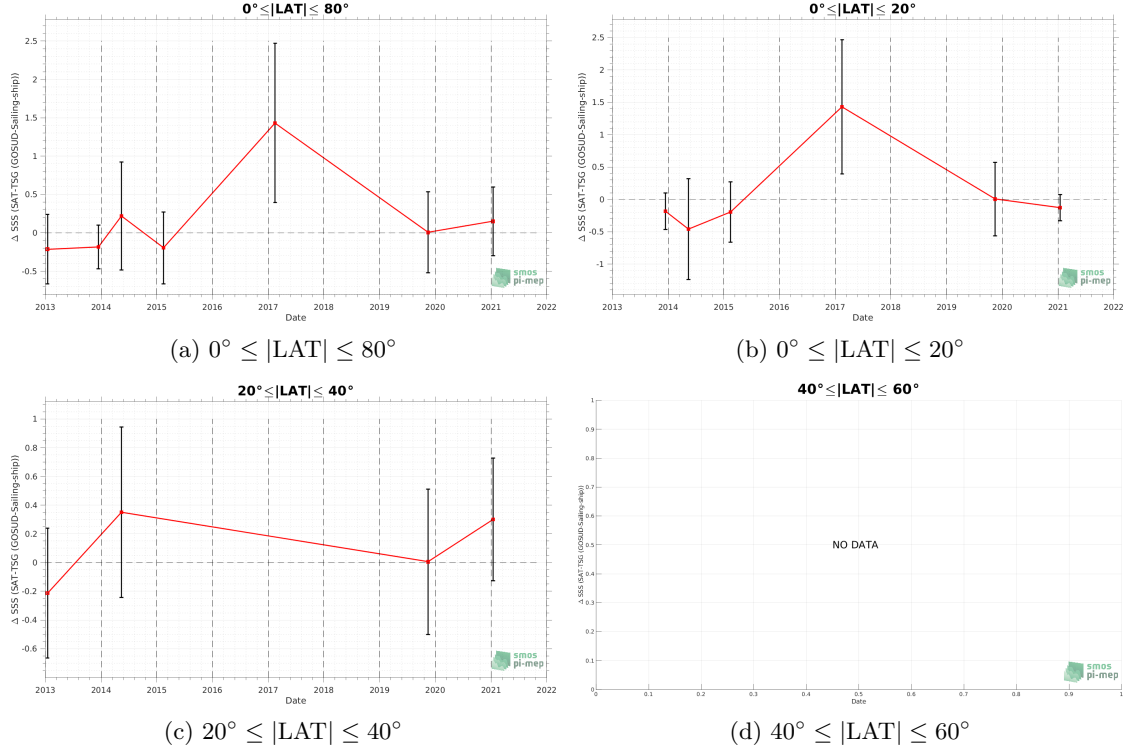 0°≤|LAT|≤ 80°
Δ SSS (SAT-TSG (GOSUD-Sailing-ship))
2.5
2
1.5
1
0.5
0
-0.5
2013 2014 2015 2016 2017 2018 2019 2020 2021 2022
Date
smos
pi-mep
(a) 0° ≤ |LAT| ≤ 80°
0°≤|LAT|≤ 20°
Δ SSS (SAT-TSG (GOSUD-Sailing-ship))
2.5
2
1.5
1
0.5
0
-0.5
-1
2013 2014 2015 2016 2017 2018 2019 2020 2021 2022
Date
smos
pi-mep
(b) 0° ≤ |LAT| ≤ 20°
20°≤|LAT|≤ 40°
Δ SSS (SAT-TSG (GOSUD-Sailing-ship))
1
0.8
0.6
0.4
0.2
0
-0.2
-0.4
-0.6
2013 2014 2015 2016 2017 2018 2019 2020 2021 2022
Date
smos
pi-mep
(c) 20° ≤ |LAT| ≤ 40°
40°≤|LAT|≤ 60°
Δ SSS (SAT-TSG (GOSUD-Sailing-ship))
1
0.9
0.8
0.7
0.6
0.5
0.4
0.3
0.2
0.1
0
NO DATA
0 0.1 0.2 0.3 0.4 0.5 0.6 0.7 0.8 0.9 1
Date
smos
pi-mep
(d) 40° ≤ |LAT| ≤ 60°